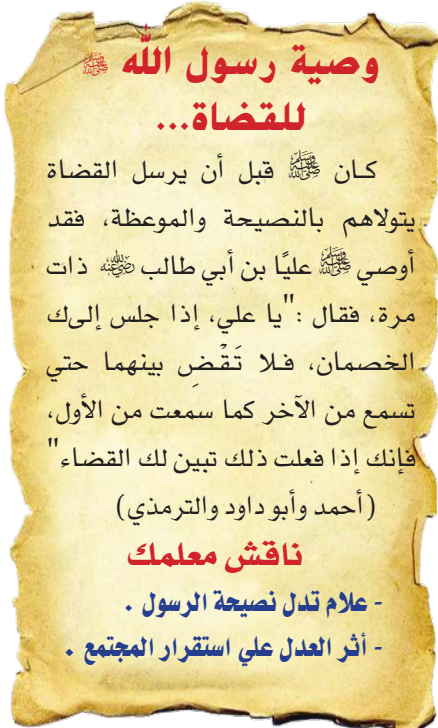 وصية رسول الله ﷺ
للقضاة...
كان ﷺ قبل أن يرسل القضاة
يتولاهم بالنصيحة والموعظة، فقد
أوصي ﷺ عليًا بن أبي طالب رضي الله عنه ذات
مرة، فقال :"يا علي، إذا جلس إلىك
الخصمان، فلا تَقْضِ بينهما حتي
تسمع من الآخر كما سمعت من الأول،
فإنك إذا فعلت ذلك تبين لك القضاء"
(أحمد وأبو داود والترمذي)
ناقش معلمك
- علام تدل نصيحة الرسول .
- أثر العدل علي استقرار المجتمع .